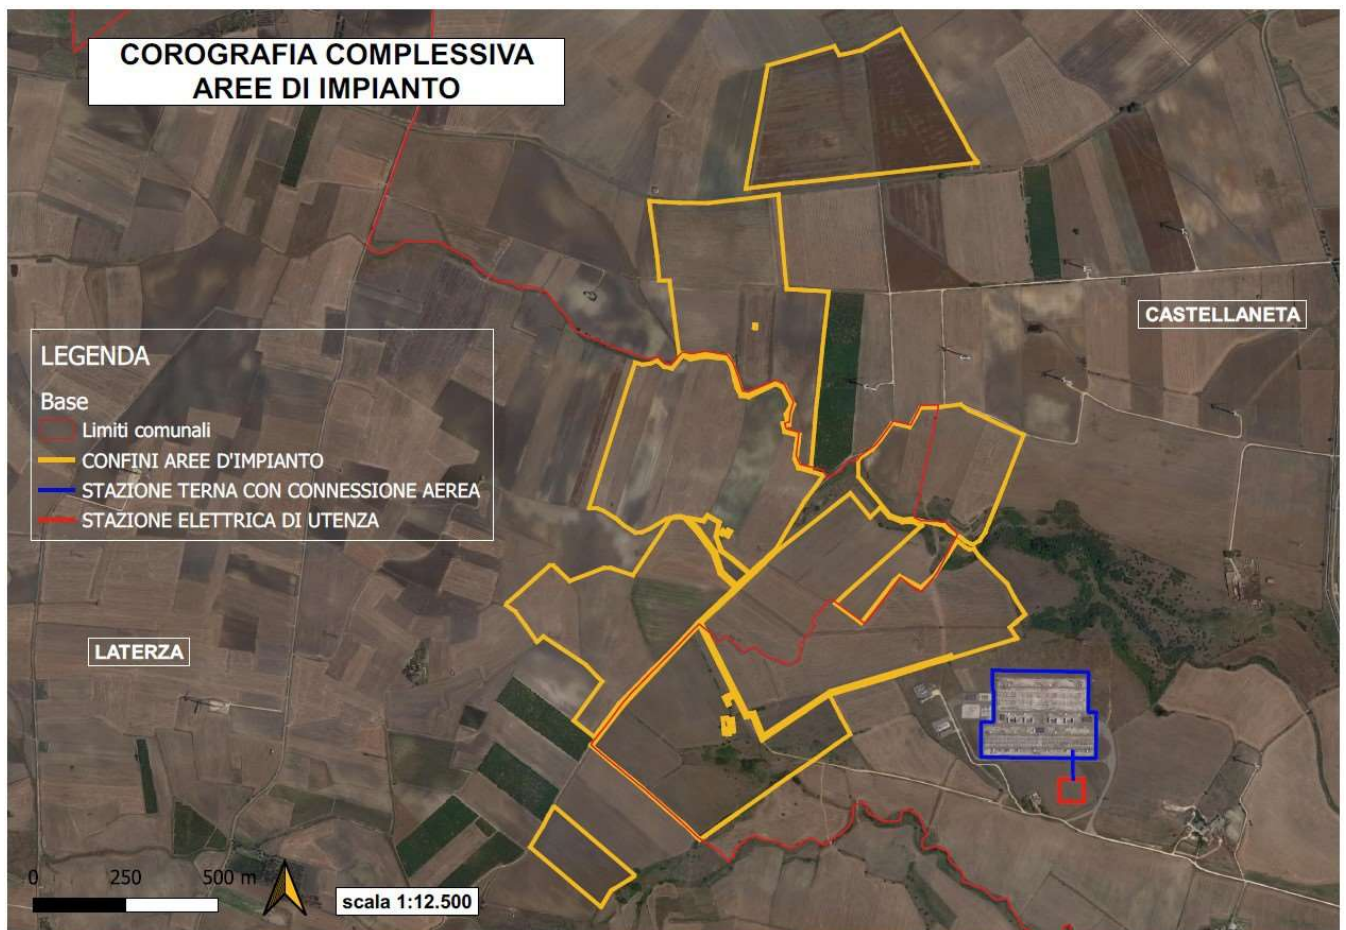 COROGRAFIA COMPLESSIVA
AREE DI IMPIANTO
CASTELLANETA
LEGENDA
Base
Limiti comunali
CONFINI AREE D'IMPIANTO
STAZIONE TERNA CON CONNESSIONE AEREA
STAZIONE ELETTRICA DI UTENZA
LATERZA
0 250 500 m
scala 1:12.500